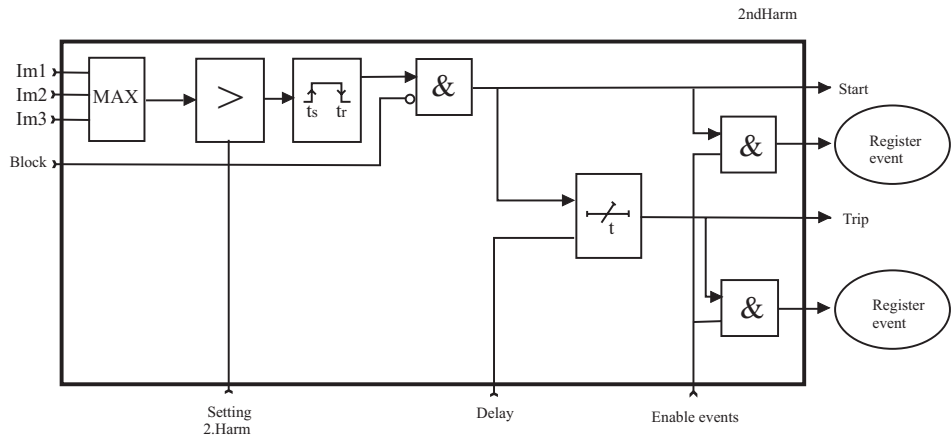 2ndHarm
Im1
Im2
Im3
MAX
>
ts
tr
&
Start
Block
&
Register
event
t
Trip
&
Register
event
Setting
2.Harm
Delay
Enable events